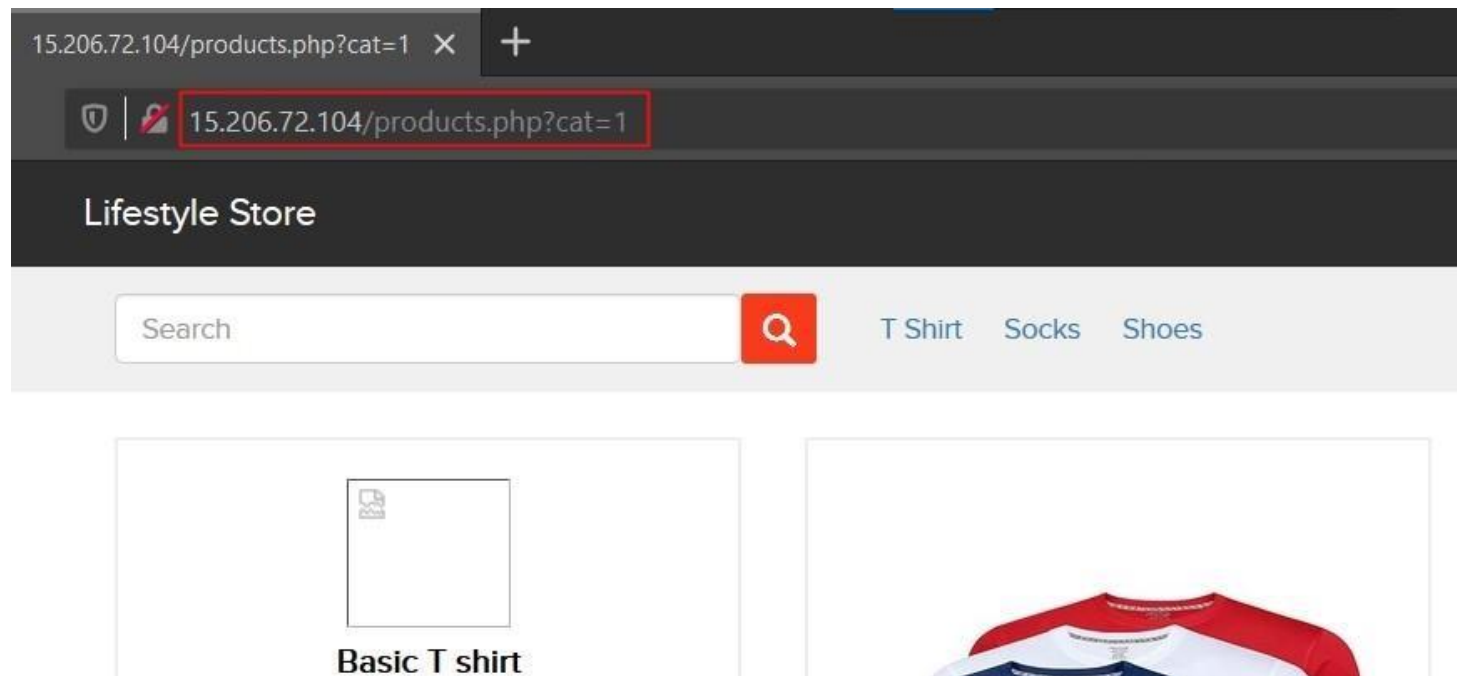 15.206.72.104/products.php?cat=1
15.206.72.104/products.php?cat=1
Lifestyle Store
Search
T Shirt Socks Shoes
Basic T shirt